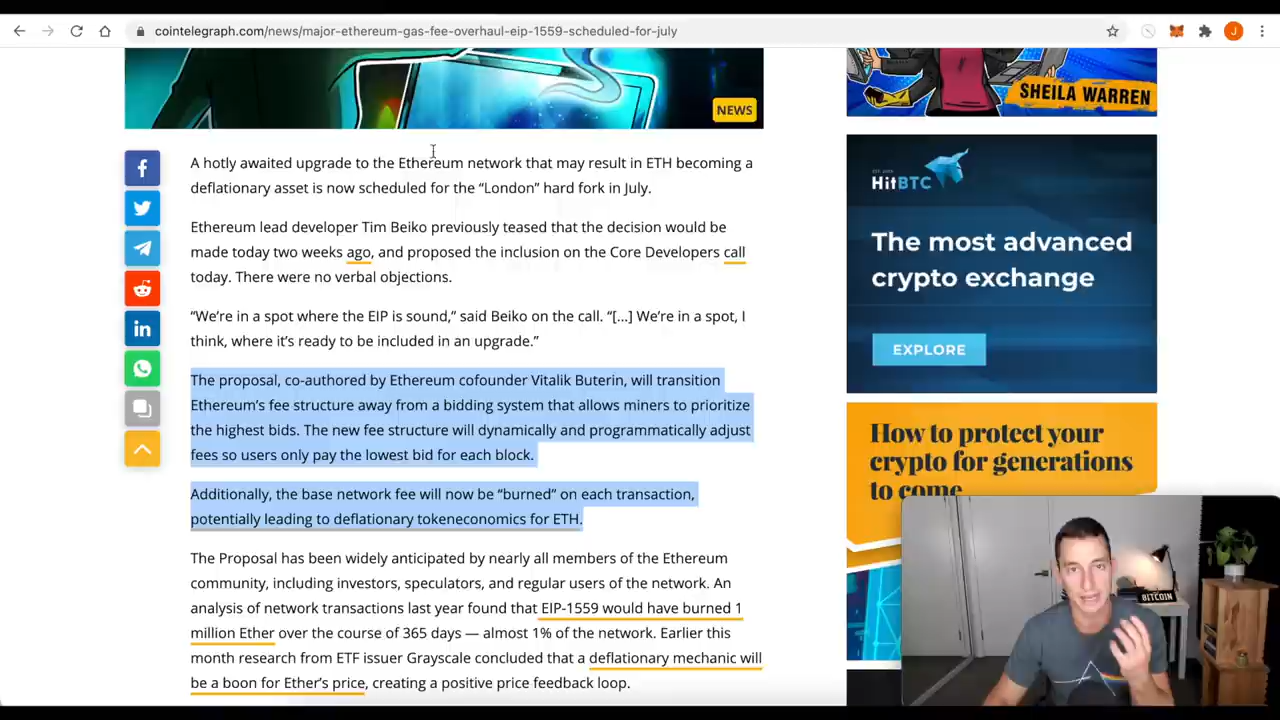 cointelegraph.com/news/major-ethereum-gas-fee-overhaul-eip-1559-scheduled-for-july
J
NEWS
SHEILA WARREN
A hotly awaited upgrade to the Ethereum network that may result in ETH becoming a
deflationary asset is now scheduled for the “London” hard fork in July.
Ethereum lead developer Tim Beiko previously teased that the decision would be
made today two weeks ago, and proposed the inclusion on the Core Developers call
today. There were no verbal objections.
“We’re in a spot where the EIP is sound,” said Beiko on the call. “[...] We’re in a spot, I
think, where it’s ready to be included in an upgrade.”
The proposal, co-authored by Ethereum cofounder Vitalik Buterin, will transition
Ethereum’s fee structure away from a bidding system that allows miners to prioritize
the highest bids. The new fee structure will dynamically and programmatically adjust
fees so users only pay the lowest bid for each block.
Additionally, the base network fee will now be “burned” on each transaction,
potentially leading to deflationary tokeneconomics for ETH.
The Proposal has been widely anticipated by nearly all members of the Ethereum
community, including investors, speculators, and regular users of the network. An
analysis of network transactions last year found that EIP-1559 would have burned 1
million Ether over the course of 365 days — almost 1% of the network. Earlier this
month research from ETF issuer Grayscale concluded that a deflationary mechanic will
be a boon for Ether’s price, creating a positive price feedback loop.
HitBTC
The most advanced
crypto exchange
EXPLORE
How to protect your
crypto for generations
to come
BITCOIN